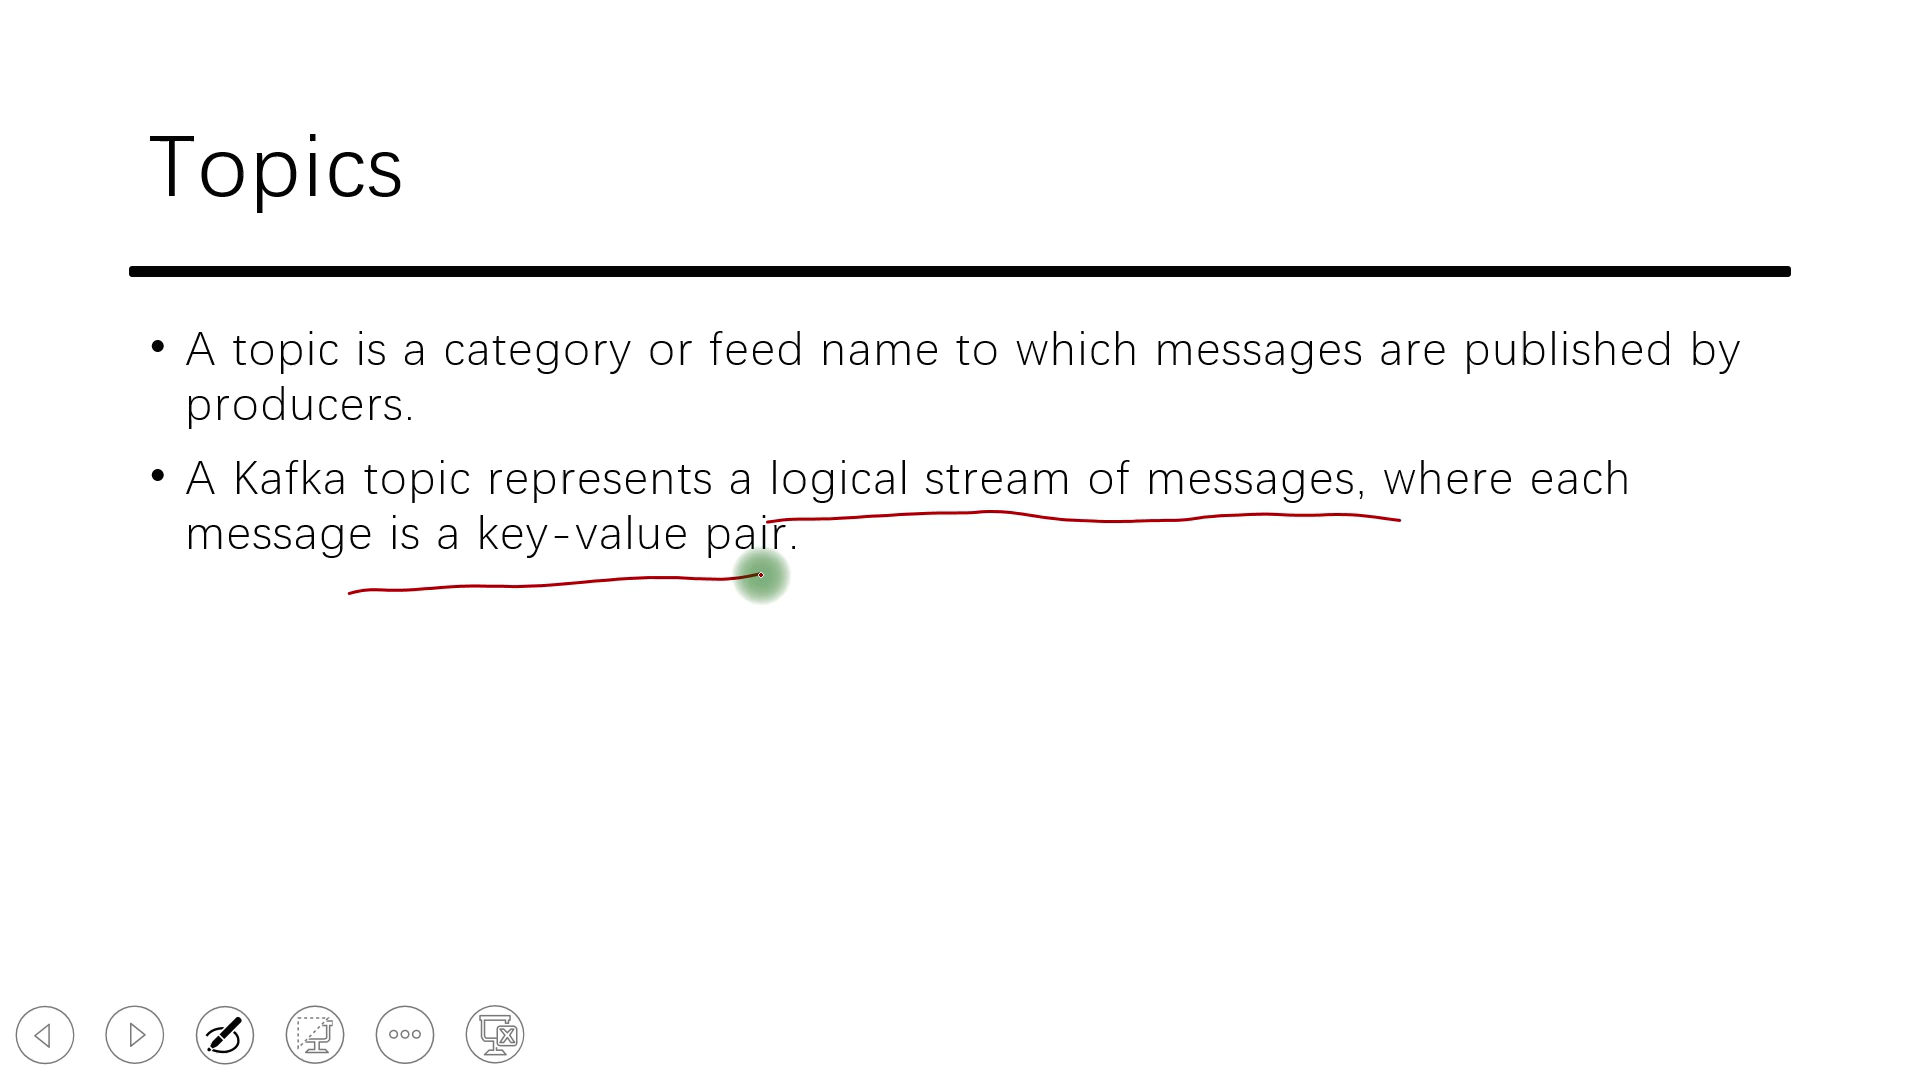 Topics
• A topic is a category or feed name to which messages are published by
producers.
• A Kafka topic represents a logical stream of messages, where each
message is a key-value pair.